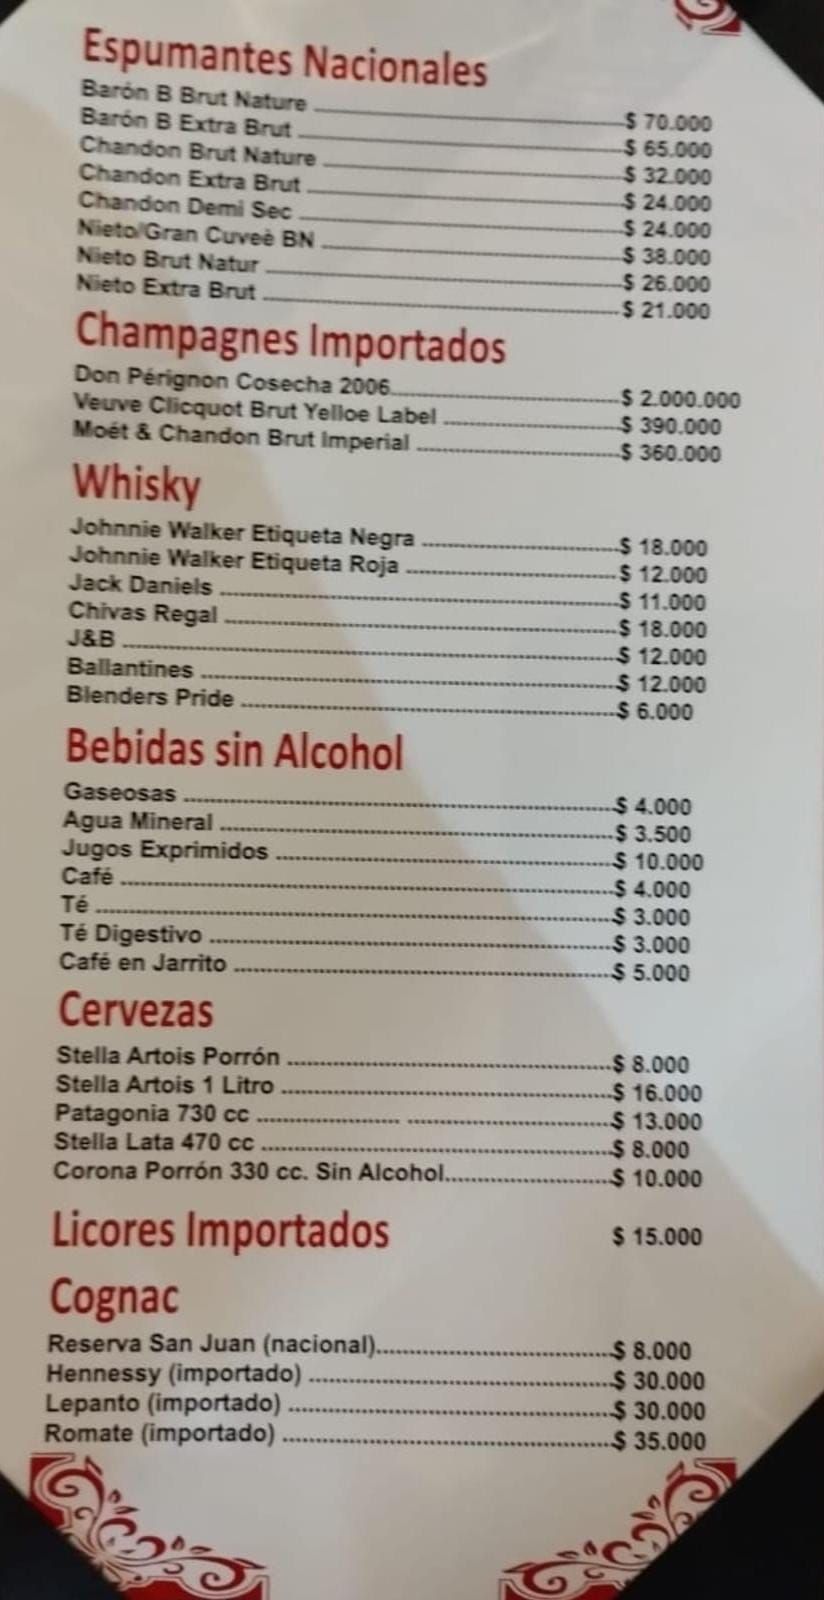 Espumantes Nacionales
Barón B Brut Nature $ 70.000
Barón B Extra Brut $ 65.000
Chandon Brut Nature $ 32.000
Chandon Extra Brut $ 24.000
Chandon Demi Sec $ 24.000
Nieto/Gran Cuveè BN $ 38.000
Nieto Brut Natur $ 26.000
Nieto Extra Brut $ 21.000
Champagnes Importados
Don Pérignon Cosecha 2006 $ 2.000.000
Veuve Clicquot Brut Yelloe Label $ 390.000
Moét & Chandon Brut Imperial $ 360.000
Whisky
Johnnie Walker Etiqueta Negra $ 18.000
Johnnie Walker Etiqueta Roja $ 12.000
Jack Daniels $ 11.000
Chivas Regal $ 18.000
J&B $ 12.000
Ballantines $ 12.000
Blenders Pride $ 6.000
Bebidas sin Alcohol
Gaseosas $ 4.000
Agua Mineral $ 3.500
Jugos Exprimidos $ 10.000
Café $ 4.000
Té $ 3.000
Té Digestivo $ 3.000
Café en Jarrito $ 5.000
Cervezas
Stella Artois Porrón $ 8.000
Stella Artois 1 Litro $ 16.000
Patagonia 730 cc $ 13.000
Stella Lata 470 cc $ 8.000
Corona Porrón 330 cc. Sin Alcohol $ 10.000
Licores Importados $ 15.000
Cognac
Reserva San Juan (nacional) $ 8.000
Hennessy (importado) $ 30.000
Lepanto (importado) $ 30.000
Romate (importado) $ 35.000